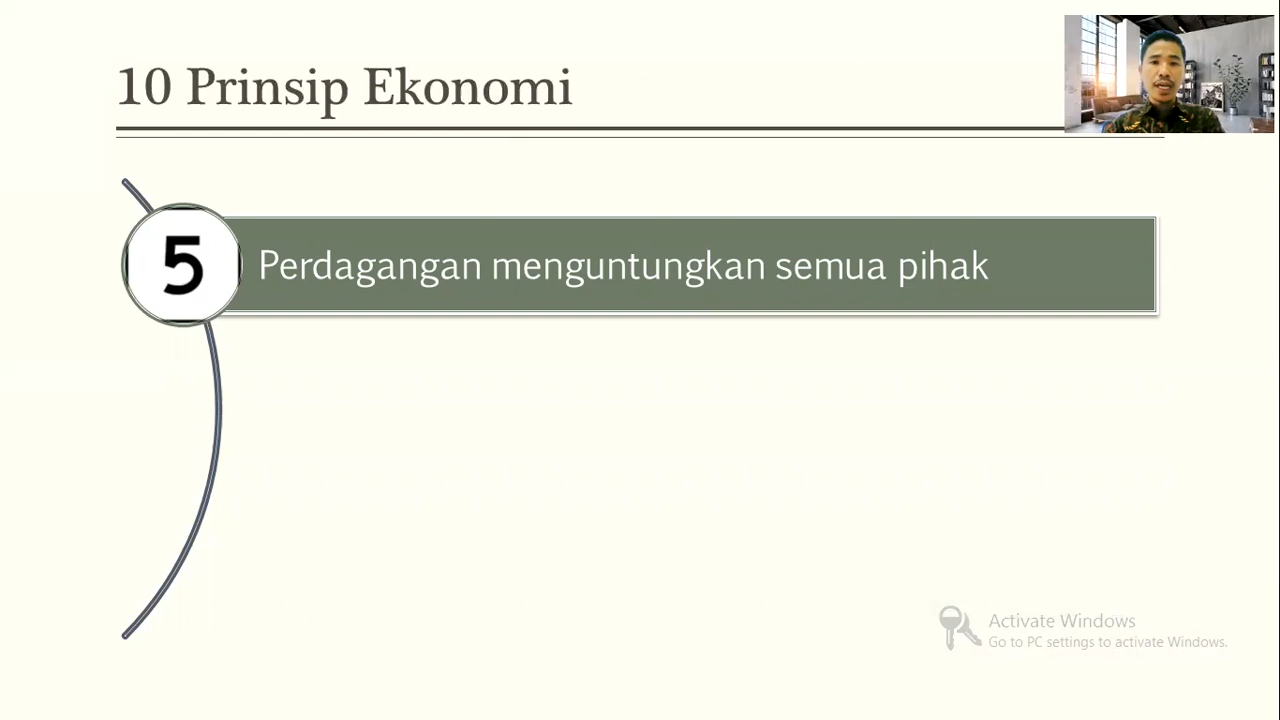 10 Prinsip Ekonomi
5
Perdagangan menguntungkan semua pihak
Activate Windows
Go to PC settings to activate Windows.